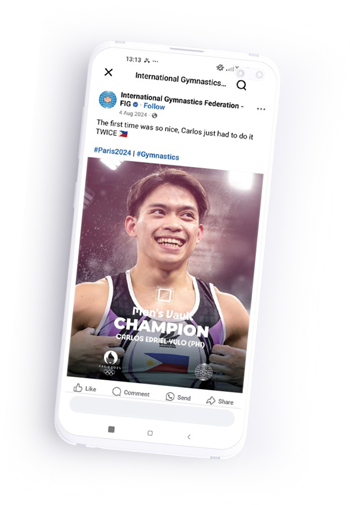 13:13
International Gymnastics...
International Gymnastics Federation -
FIG · Follow
4 Aug 2024 ·
The first time was so nice, Carlos just had to do it
TWICE 🇵🇭
#Paris2024 | #Gymnastics
Men's Vault
CHAMPION
CARLOS EDRIEL YULO (PHI)
Like Comment Send Share